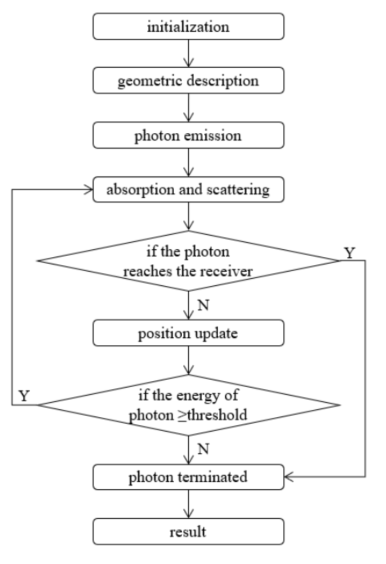 initialization
geometric description
photon emission
absorption and scattering
if the photon
reaches the receiver
Y
N
position update
if the energy of
photon ≥threshold
Y
N
photon terminated
result